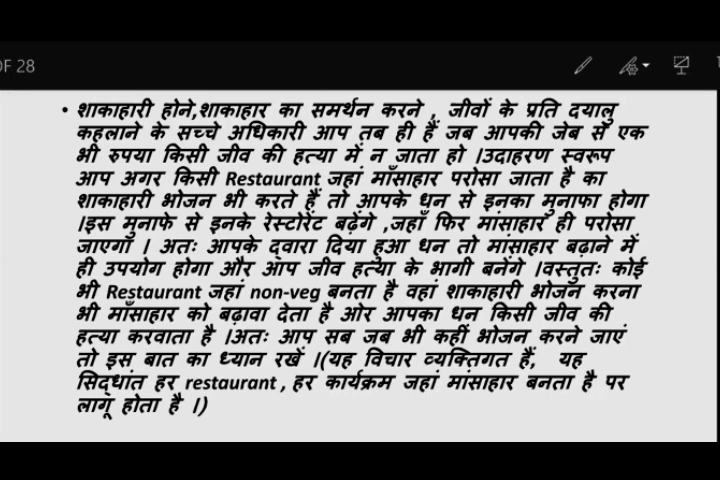 OF 28
• शाकाहारी होने,शाकाहार का समर्थन करने , जीवों के प्रति दयालु
कहलाने के सच्चे अधिकारी आप तब ही हैं जब आपकी जेब से एक
भी रुपया किसी जीव की हत्या में न जाता हो ।उदाहरण स्वरूप
आप अगर किसी Restaurant जहां माँसाहार परोसा जाता है का
शाकाहारी भोजन भी करते हैं तो आपके धन से इनका मुनाफा होगा
।इस मुनाफे से इनके रेस्टोरेंट बढ़ेंगे ,जहाँ फिर मांसाहार ही परोसा
जाएगा । अतः आपके द्वारा दिया हुआ धन तो मांसाहार बढ़ाने में
ही उपयोग होगा और आप जीव हत्या के भागी बनेंगे ।वस्तुतः कोई
भी Restaurant जहां non-veg बनता है वहां शाकाहारी भोजन करना
भी माँसाहार को बढ़ावा देता है ओर आपका धन किसी जीव की
हत्या करवाता है ।अतः आप सब जब भी कहीं भोजन करने जाएं
तो इस बात का ध्यान रखें ।(यह विचार व्यक्तिगत हैं, यह
सिद्धांत हर restaurant , हर कार्यक्रम जहां मांसाहार बनता है पर
लागू होता है ।)